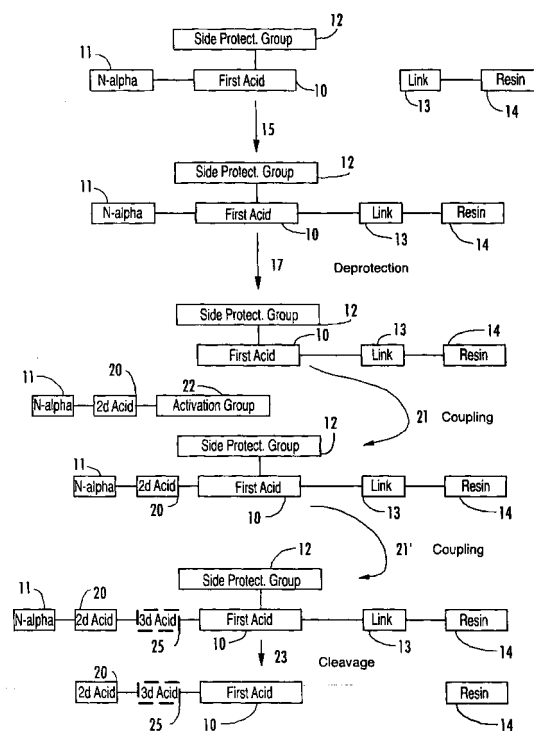 12
Side Protect. Group
11
N-alpha First Acid 10 Link 13 Resin 14
15
12
Side Protect. Group
11
N-alpha First Acid Link Resin
10 13 14
17 Deprotection
12
Side Protect. Group 10 13 14
First Acid Link Resin
11 20 22
N-alpha 2d Acid Activation Group
21 Coupling
12
Side Protect. Group
11
N-alpha 2d Acid First Acid Link Resin
20 10 13 14
21' Coupling
12
Side Protect. Group
11 20
N-alpha 2d Acid 3d Acid First Acid Link Resin
25 10 23 13 14
Cleavage
20
2d Acid 3d Acid First Acid Resin
25 10 14